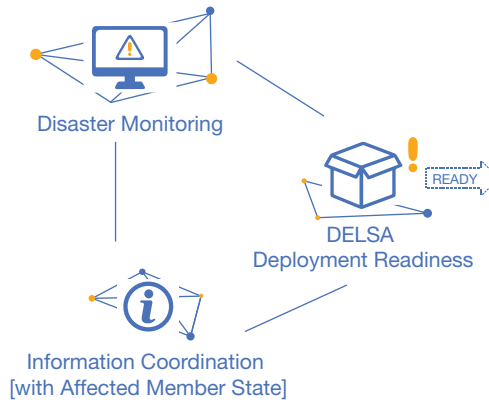 Disaster Monitoring
READY
DELSA
Deployment Readiness
Information Coordination
[with Affected Member State]